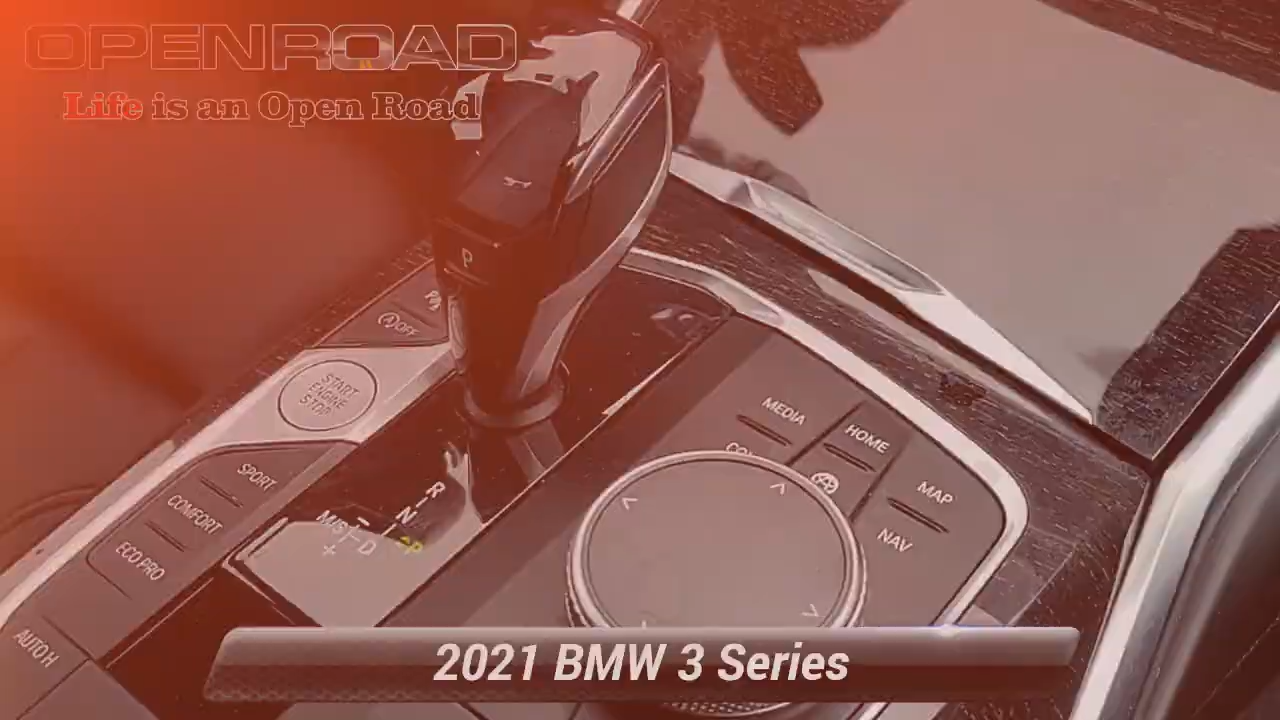 OPENROAD
Life is an Open Road
P
(A)OFF
START
ENGINE
STOP
SPORT
COMFORT
ECO PRO
AUTO H
R
N
M/S
D
P
MEDIA
HOME
MAP
NAV
2021 BMW 3 Series